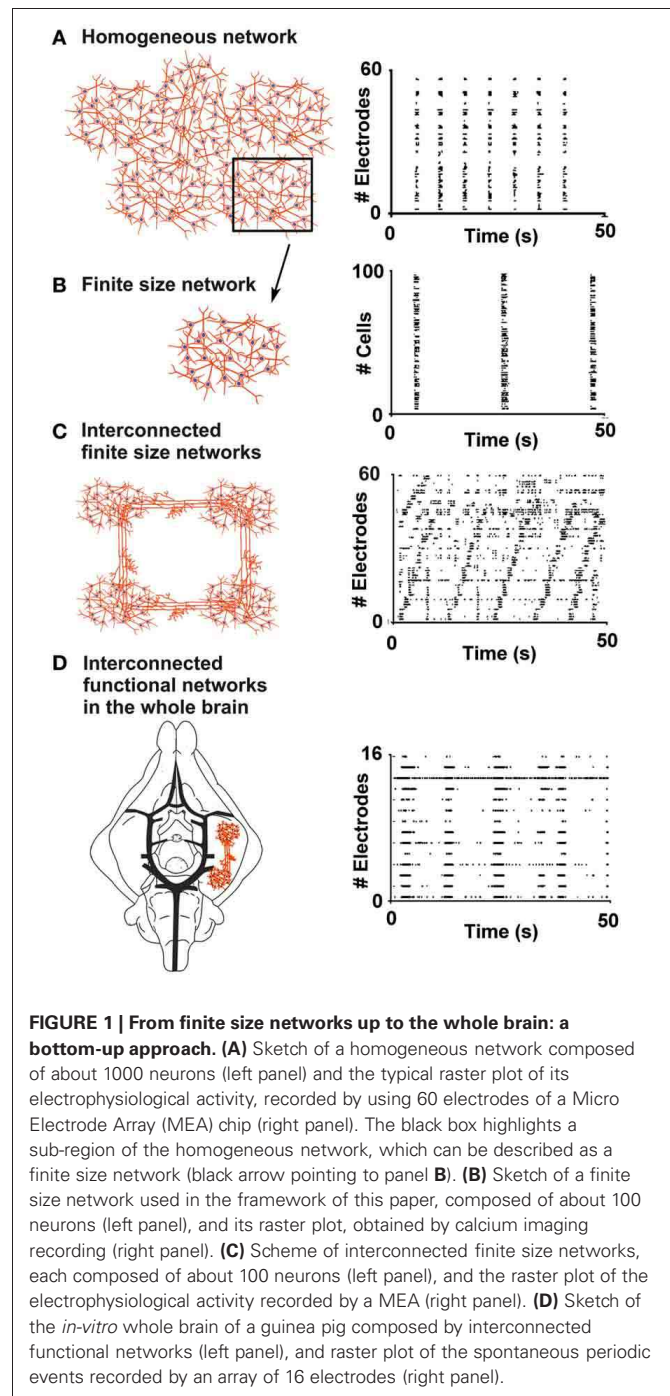 A Homogeneous network
60
# Electrodes
0
0
Time (s)
50
B Finite size network
100
# Cells
0
0
Time (s)
50
C Interconnected
finite size networks
60
# Electrodes
0
0
Time (s)
50
D Interconnected
functional networks
in the whole brain
16
# Electrodes
0
0
Time (s)
50
FIGURE 1 | From finite size networks up to the whole brain: a
bottom-up approach. (A) Sketch of a homogeneous network composed
of about 1000 neurons (left panel) and the typical raster plot of its
electrophysiological activity, recorded by using 60 electrodes of a Micro
Electrode Array (MEA) chip (right panel). The black box highlights a
sub-region of the homogeneous network, which can be described as a
finite size network (black arrow pointing to panel B). (B) Sketch of a finite
size network used in the framework of this paper, composed of about 100
neurons (left panel), and its raster plot, obtained by calcium imaging
recording (right panel). (C) Scheme of interconnected finite size networks,
each composed of about 100 neurons (left panel), and the raster plot of the
electrophysiological activity recorded by a MEA (right panel). (D) Sketch of
the in-vitro whole brain of a guinea pig composed by interconnected
functional networks (left panel), and raster plot of the spontaneous periodic
events recorded by an array of 16 electrodes (right panel).